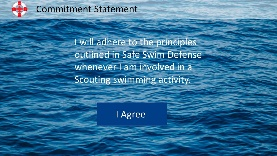 Commitment Statement
I will adhere to the principles
outlined in Safe Swim Defense
whenever I am involved in a
Scouting swimming activity.
I Agree